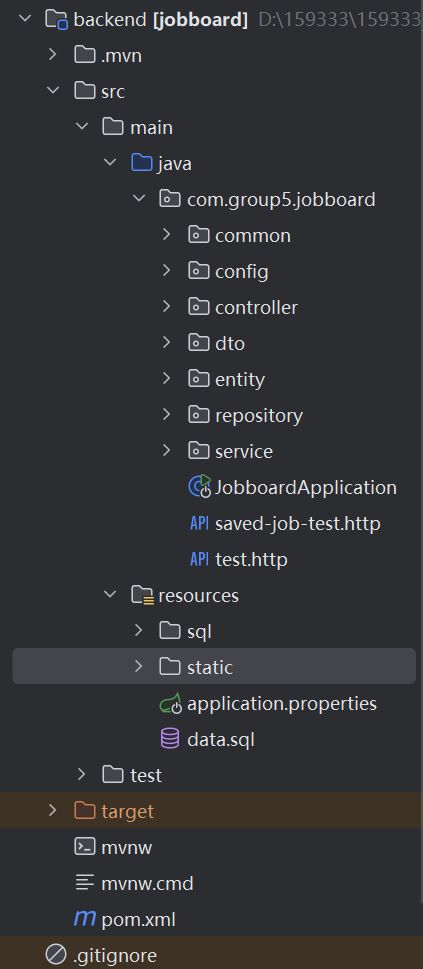 backend [jobboard] D:\159333\159333
.mvn
src
main
java
com.group5.jobboard
common
config
controller
dto
entity
repository
service
JobboardApplication
API saved-job-test.http
API test.http
resources
sql
static
application.properties
data.sql
test
target
mvnw
mvnw.cmd
m pom.xml
.gitignore